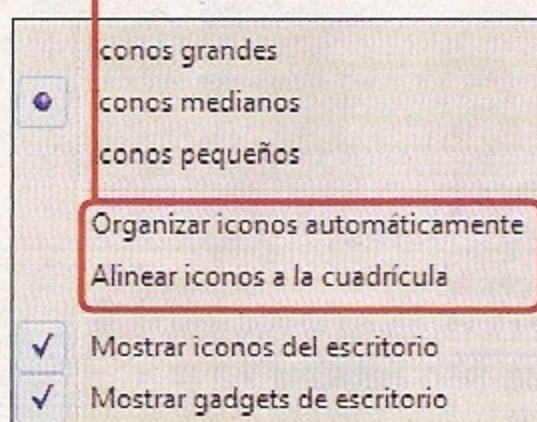 conos grandes
conos medianos
conos pequeños
Organizar iconos automáticamente
Alinear iconos a la cuadrícula
Mostrar iconos del escritorio
Mostrar gadgets de escritorio